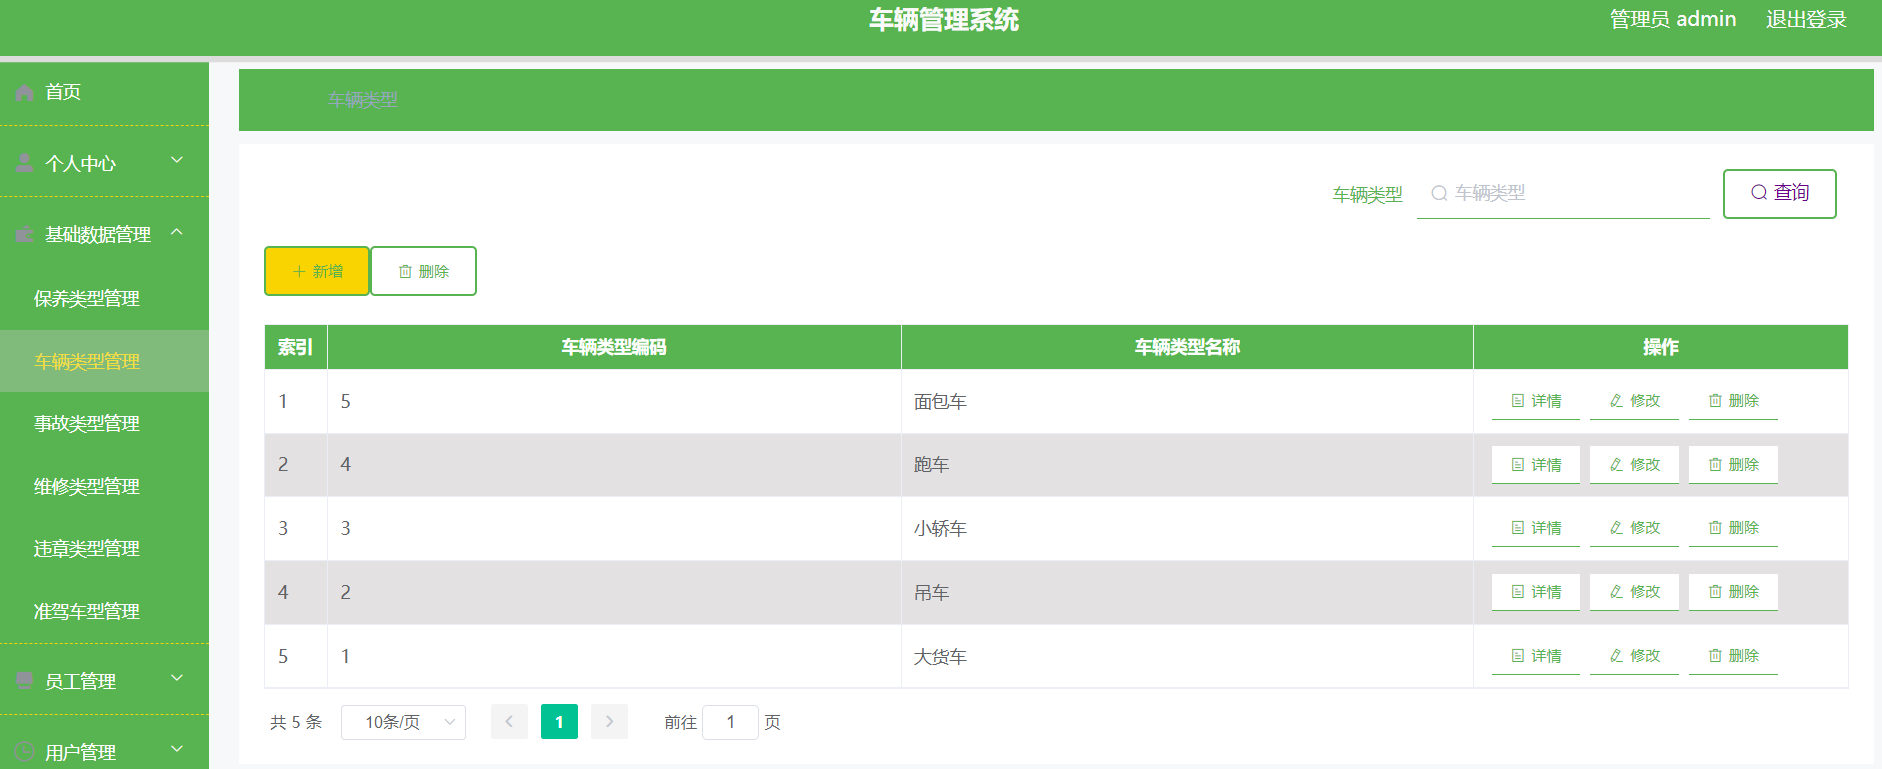 车辆管理系统
管理员 admin 退出登录
首页
个人中心
基础数据管理
保养类型管理
车辆类型管理
事故类型管理
维修类型管理
违章类型管理
准驾车型管理
员工管理
用户管理
车辆类型
车辆类型 车辆类型 查询
新增 删除
索引 车辆类型编码 车辆类型名称 操作
1 5 面包车 详情 修改 删除
2 4 跑车 详情 修改 删除
3 3 小轿车 详情 修改 删除
4 2 吊车 详情 修改 删除
5 1 大货车 详情 修改 删除
共 5 条 10条/页 1 前往 1 页